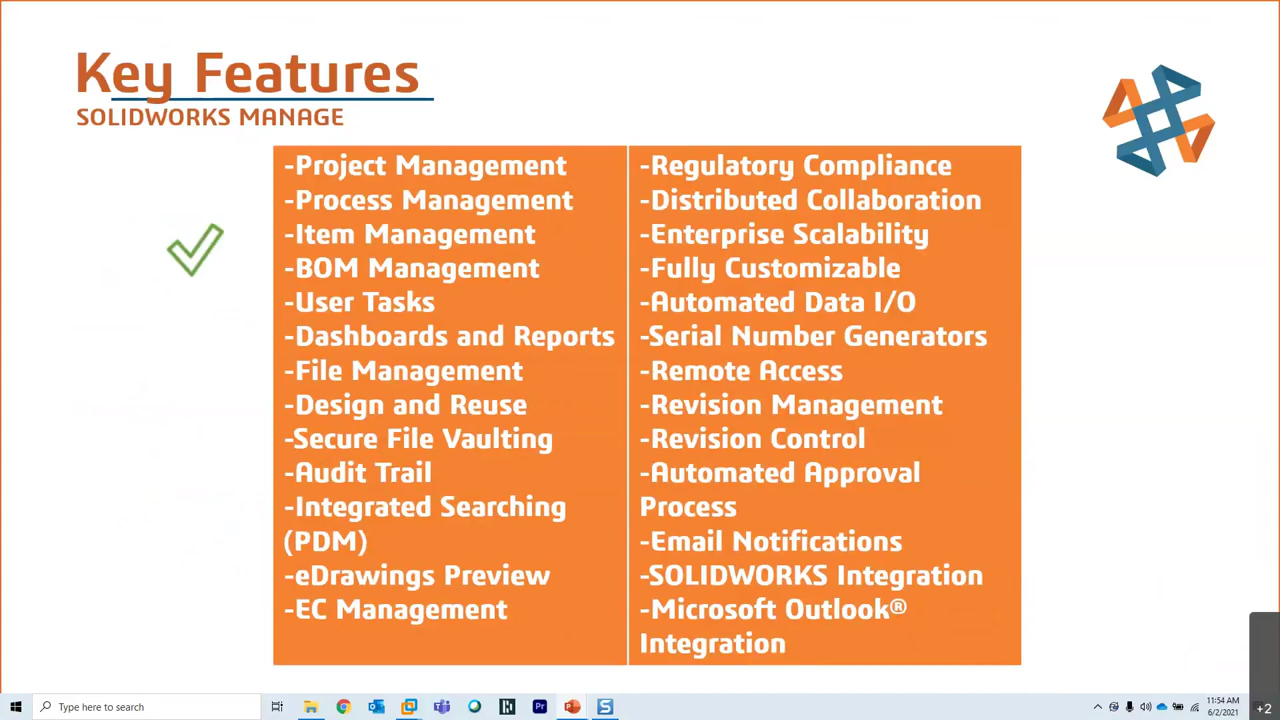 Key Features
SOLIDWORKS MANAGE
-Project Management
-Process Management
-Item Management
-BOM Management
-User Tasks
-Dashboards and Reports
-File Management
-Design and Reuse
-Secure File Vaulting
-Audit Trail
-Integrated Searching
(PDM)
-eDrawings Preview
-EC Management
-Regulatory Compliance
-Distributed Collaboration
-Enterprise Scalability
-Fully Customizable
-Automated Data I/O
-Serial Number Generators
-Remote Access
-Revision Management
-Revision Control
-Automated Approval
Process
-Email Notifications
-SOLIDWORKS Integration
-Microsoft Outlook®
Integration
Type here to search
Pr
11:54 AM
6/2/2021
+2